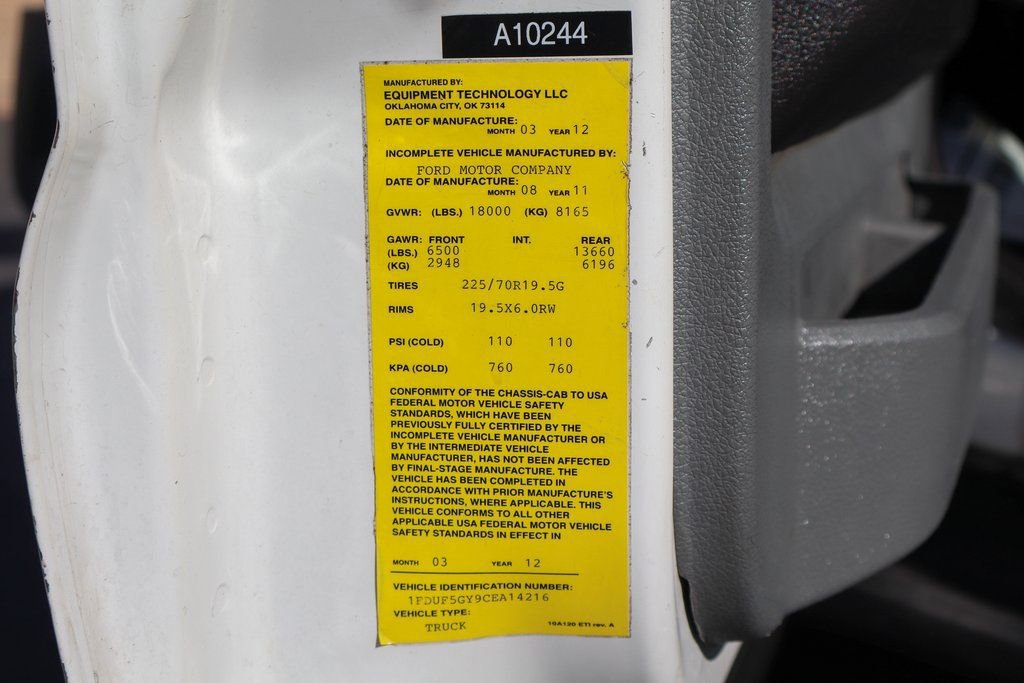 A10244
MANUFACTURED BY:
EQUIPMENT TECHNOLOGY LLC
OKLAHOMA CITY, OK 73114
DATE OF MANUFACTURE:
MONTH 03 YEAR 12
INCOMPLETE VEHICLE MANUFACTURED BY:
FORD MOTOR COMPANY
DATE OF MANUFACTURE:
MONTH 08 YEAR 11
GVWR: (LBS.) 18000 (KG) 8165
GAWR: FRONT INT. REAR
(LBS.) 6500 13660
(KG) 2948 6196
TIRES 225/70R19.5G
RIMS 19.5X6.0RW
PSI (COLD) 110 110
KPA (COLD) 760 760
CONFORMITY OF THE CHASSIS-CAB TO USA
FEDERAL MOTOR VEHICLE SAFETY
STANDARDS, WHICH HAVE BEEN
PREVIOUSLY FULLY CERTIFIED BY THE
INCOMPLETE VEHICLE MANUFACTURER OR
BY THE INTERMEDIATE VEHICLE
MANUFACTURER, HAS NOT BEEN AFFECTED
BY FINAL-STAGE MANUFACTURE. THE
VEHICLE HAS BEEN COMPLETED IN
ACCORDANCE WITH PRIOR MANUFACTURE'S
INSTRUCTIONS, WHERE APPLICABLE. THIS
VEHICLE CONFORMS TO ALL OTHER
APPLICABLE USA FEDERAL MOTOR VEHICLE
SAFETY STANDARDS IN EFFECT IN
MONTH 03 YEAR 12
VEHICLE IDENTIFICATION NUMBER:
1FDUF5GY9CEA14216
VEHICLE TYPE:
TRUCK 10A120 ETI rev. A